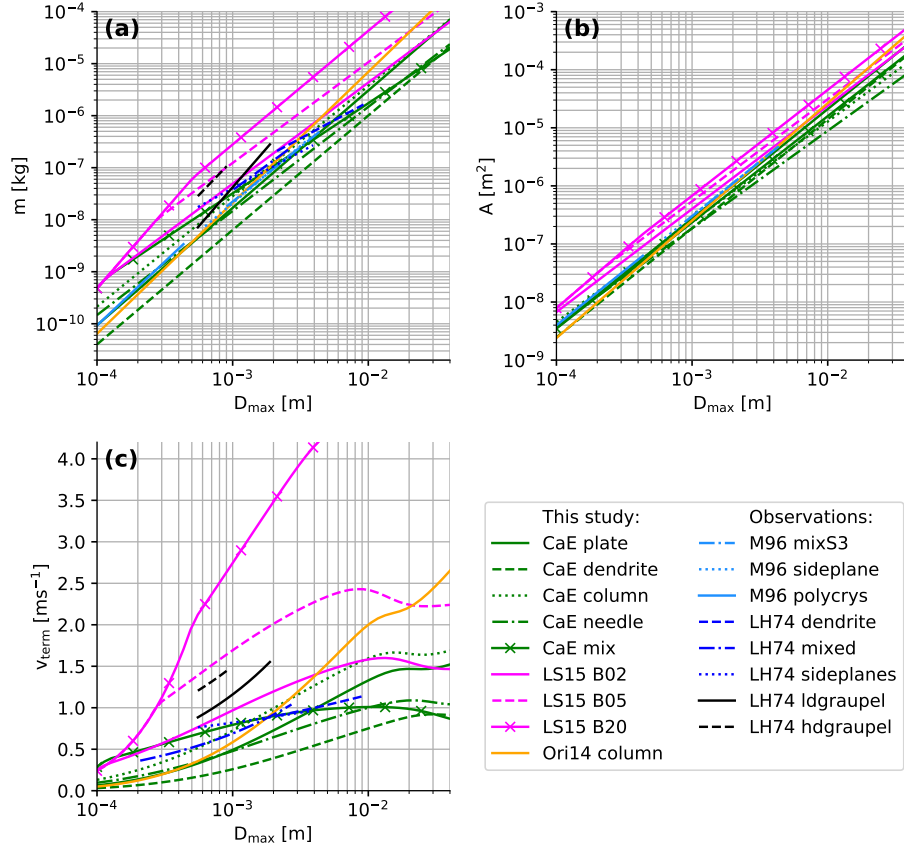 (a)
10⁻⁴
10⁻⁵
10⁻⁶
10⁻⁷
10⁻⁸
10⁻⁹
10⁻¹⁰
m [kg]
10⁻⁴
10⁻³
10⁻²
D_max [m]
(b)
10⁻³
10⁻⁴
10⁻⁵
10⁻⁶
10⁻⁷
10⁻⁸
10⁻⁹
A [m²]
10⁻⁴
10⁻³
10⁻²
D_max [m]
(c)
4.0
3.5
3.0
2.5
2.0
1.5
1.0
0.5
0.0
v_term [ms⁻¹]
10⁻⁴
10⁻³
10⁻²
D_max [m]
This study:
CaE plate
CaE dendrite
CaE column
CaE needle
CaE mix
LS15 B02
LS15 B05
LS15 B20
Ori14 column
Observations:
M96 mixS3
M96 sideplane
M96 polycrys
LH74 dendrite
LH74 mixed
LH74 sideplanes
LH74 ldgraupel
LH74 hdgraupel